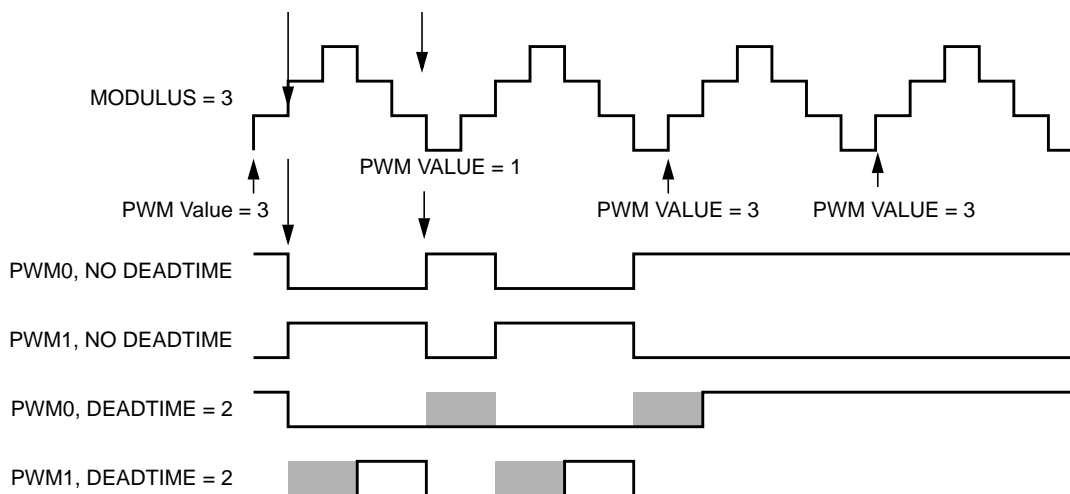 MODULUS = 3
PWM VALUE = 1
PWM Value = 3
PWM VALUE = 3
PWM VALUE = 3
PWM0, NO DEADTIME
PWM1, NO DEADTIME
PWM0, DEADTIME = 2
PWM1, DEADTIME = 2